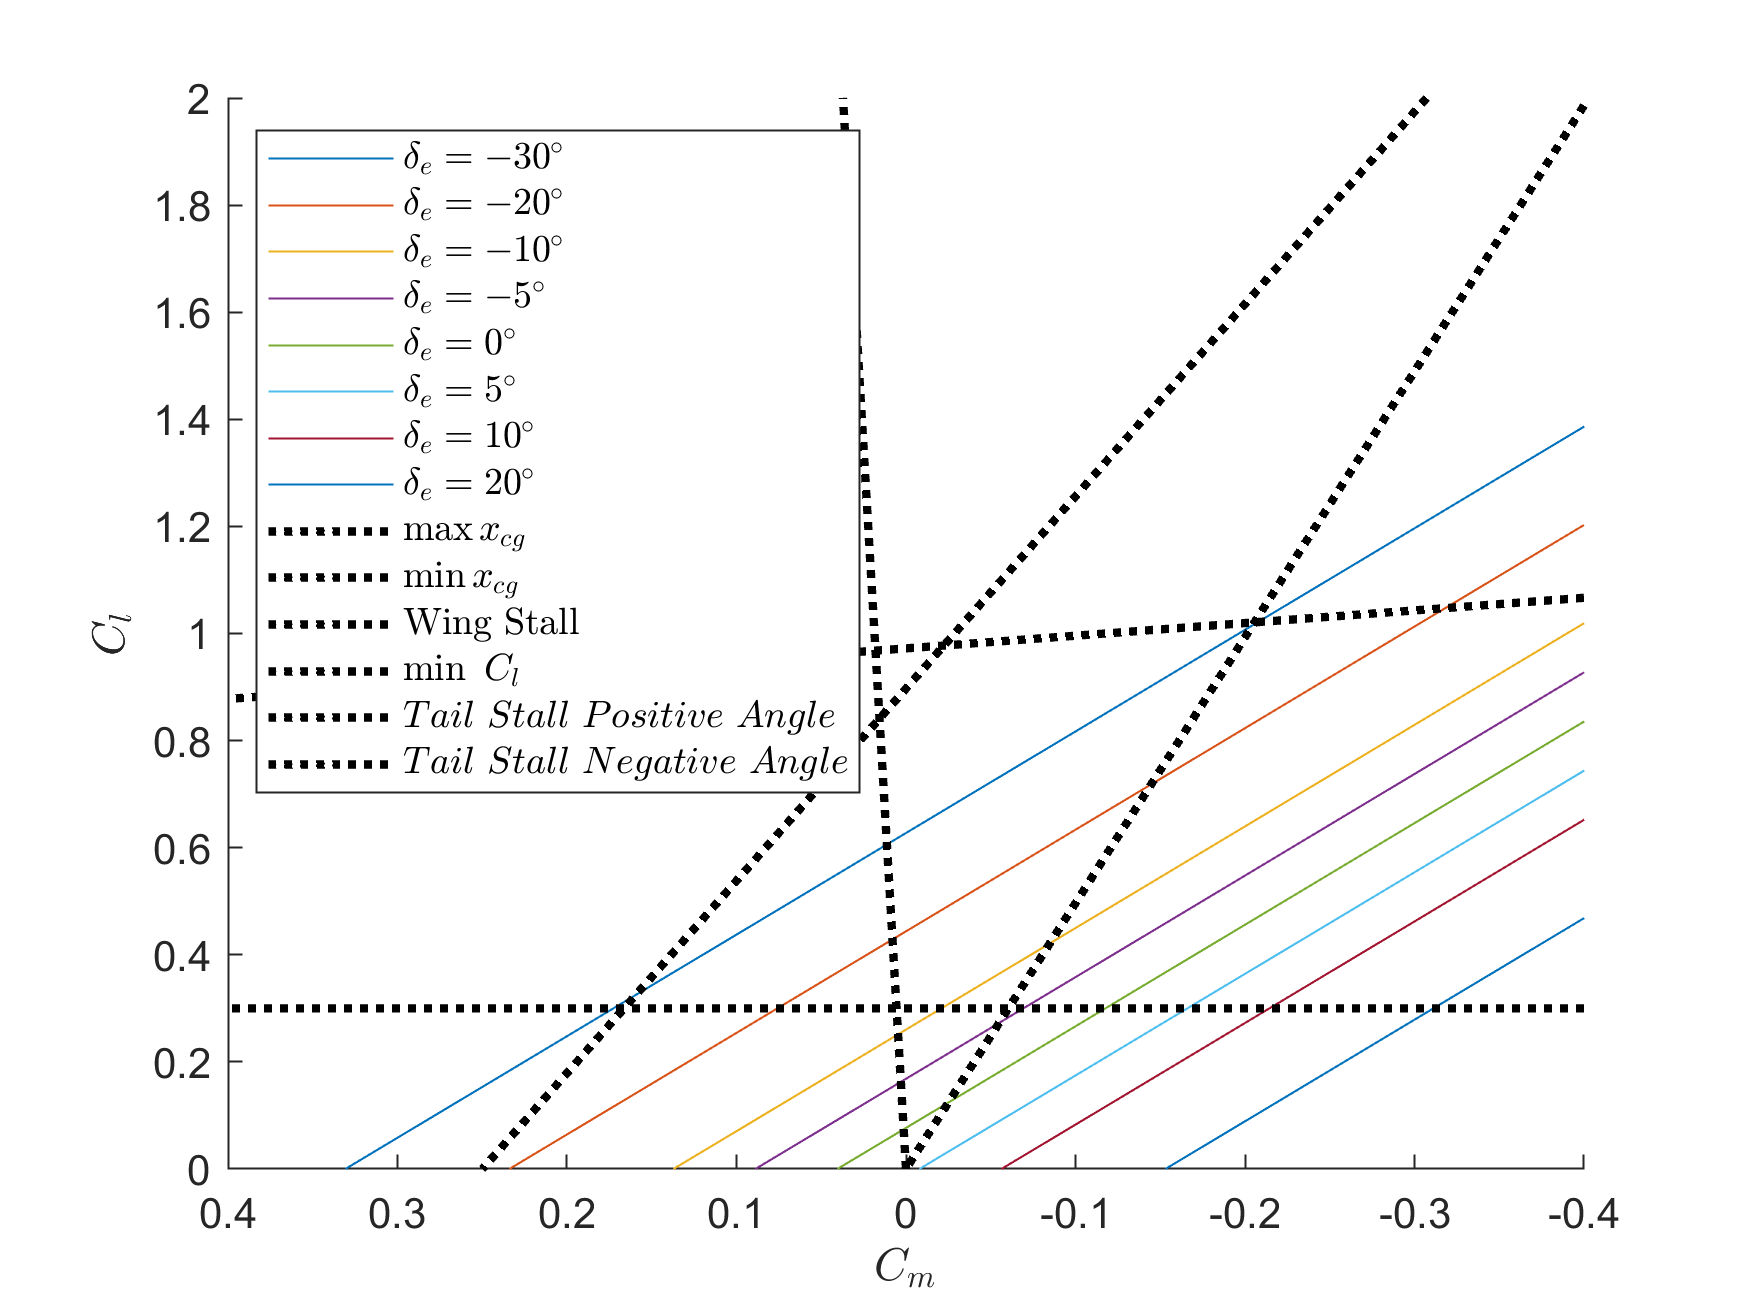 2
1.8
1.6
1.4
1.2
1
0.8
0.6
0.4
0.2
0
C_l
δ_e = −30°
δ_e = −20°
δ_e = −10°
δ_e = −5°
δ_e = 0°
δ_e = 5°
δ_e = 10°
δ_e = 20°
max x_cg
min x_cg
Wing Stall
min C_l
Tail Stall Positive Angle
Tail Stall Negative Angle
0.4 0.3 0.2 0.1 0 -0.1 -0.2 -0.3 -0.4
C_m